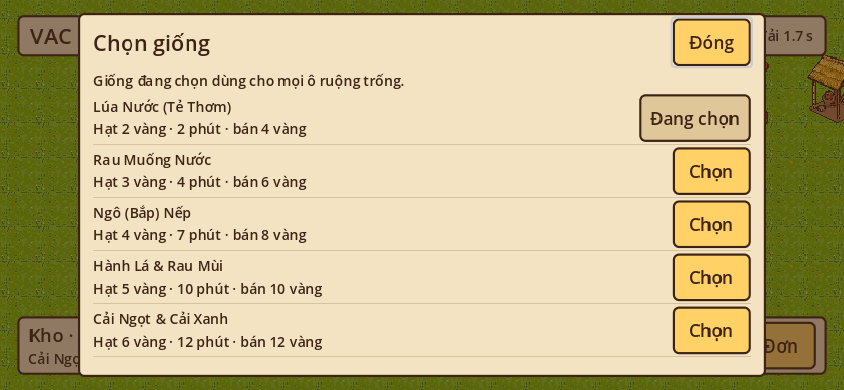 VAC
Chọn giống
Đóng
ải 1.7 s
Giống đang chọn dùng cho mọi ô ruộng trống.
Lúa Nước (Tẻ Thơm)
Hạt 2 vàng · 2 phút · bán 4 vàng
Đang chọn
Rau Muống Nước
Hạt 3 vàng · 4 phút · bán 6 vàng
Chọn
Ngô (Bắp) Nếp
Hạt 4 vàng · 7 phút · bán 8 vàng
Chọn
Hành Lá & Rau Mùi
Hạt 5 vàng · 10 phút · bán 10 vàng
Chọn
Cải Ngọt & Cải Xanh
Hạt 6 vàng · 12 phút · bán 12 vàng
Chọn
Kho ·
Cải Ngọ
Đơn